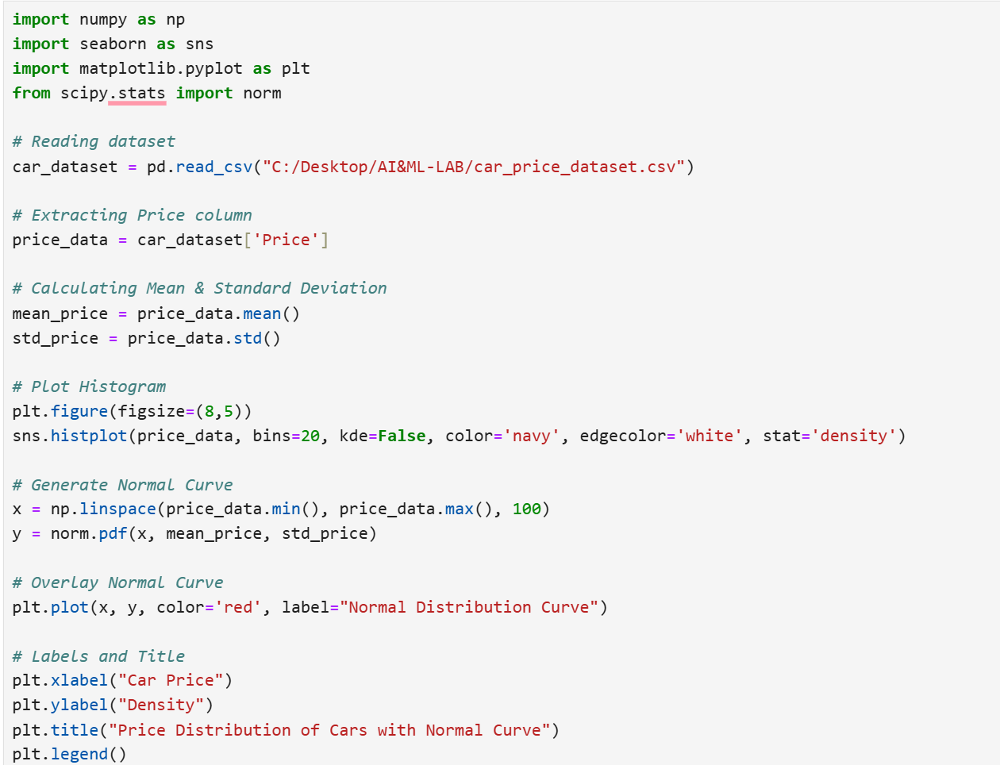 import numpy as np
import seaborn as sns
import matplotlib.pyplot as plt
from scipy.stats import norm
# Reading dataset
car_dataset = pd.read_csv("C:/Desktop/AI&ML-LAB/car_price_dataset.csv")
# Extracting Price column
price_data = car_dataset['Price']
# Calculating Mean & Standard Deviation
mean_price = price_data.mean()
std_price = price_data.std()
# Plot Histogram
plt.figure(figsize=(8,5))
sns.histplot(price_data, bins=20, kde=False, color='navy', edgecolor='white', stat='density')
# Generate Normal Curve
x = np.linspace(price_data.min(), price_data.max(), 100)
y = norm.pdf(x, mean_price, std_price)
# Overlay Normal Curve
plt.plot(x, y, color='red', label="Normal Distribution Curve")
# Labels and Title
plt.xlabel("Car Price")
plt.ylabel("Density")
plt.title("Price Distribution of Cars with Normal Curve")
plt.legend()